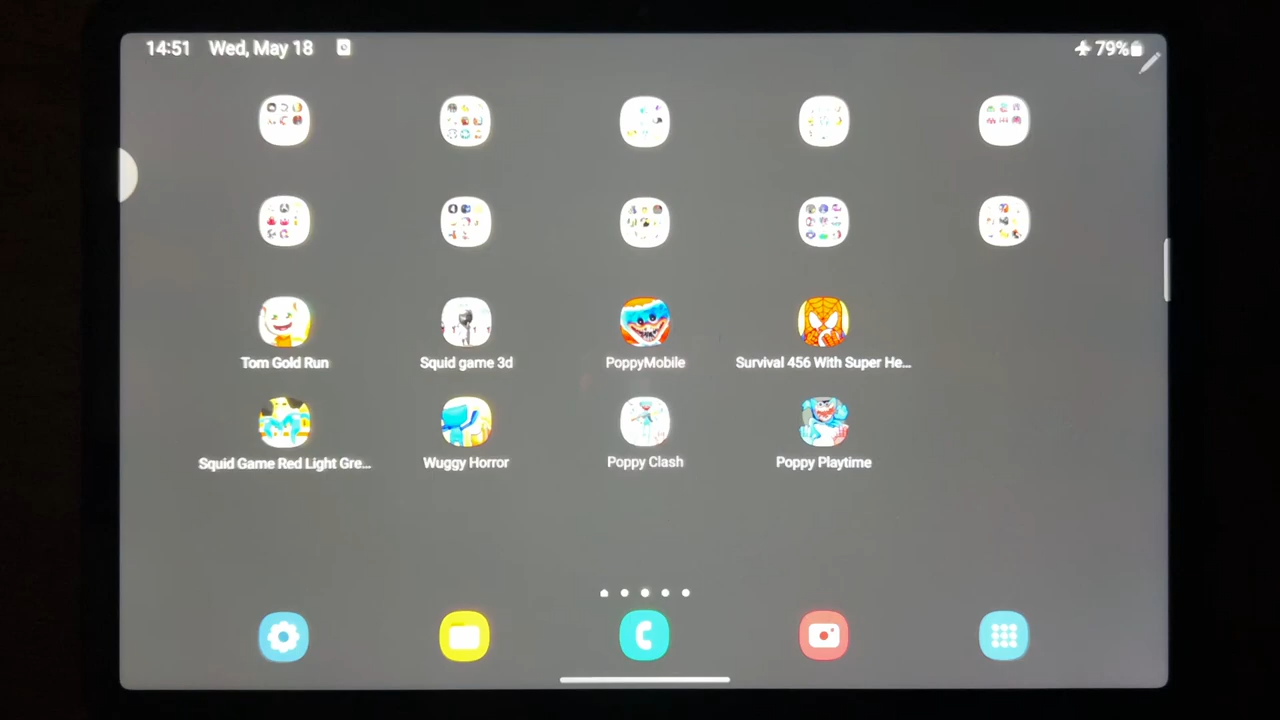 14:51 Wed, May 18 79%
Tom Gold Run
Squid game 3d
PoppyMobile
Survival 456 With Super He...
Squid Game Red Light Gre...
Wuggy Horror
Poppy Clash
Poppy Playtime